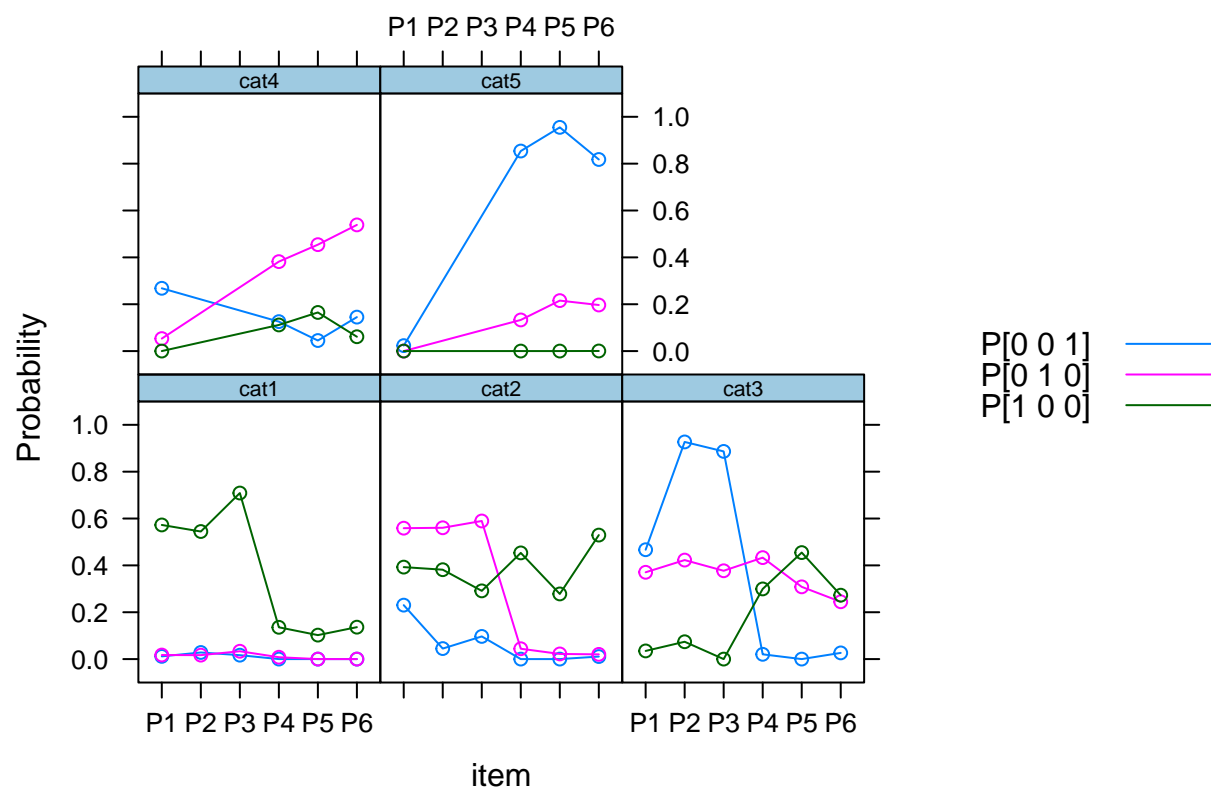 P1 P2 P3 P4 P5 P6
cat4 cat5
1.0
0.8
0.6
0.4
0.2
0.0
cat1 cat2 cat3
1.0
0.8
0.6
0.4
0.2
0.0
Probability
P1 P2 P3 P4 P5 P6 P1 P2 P3 P4 P5 P6
item
P[0 0 1]
P[0 1 0]
P[1 0 0]